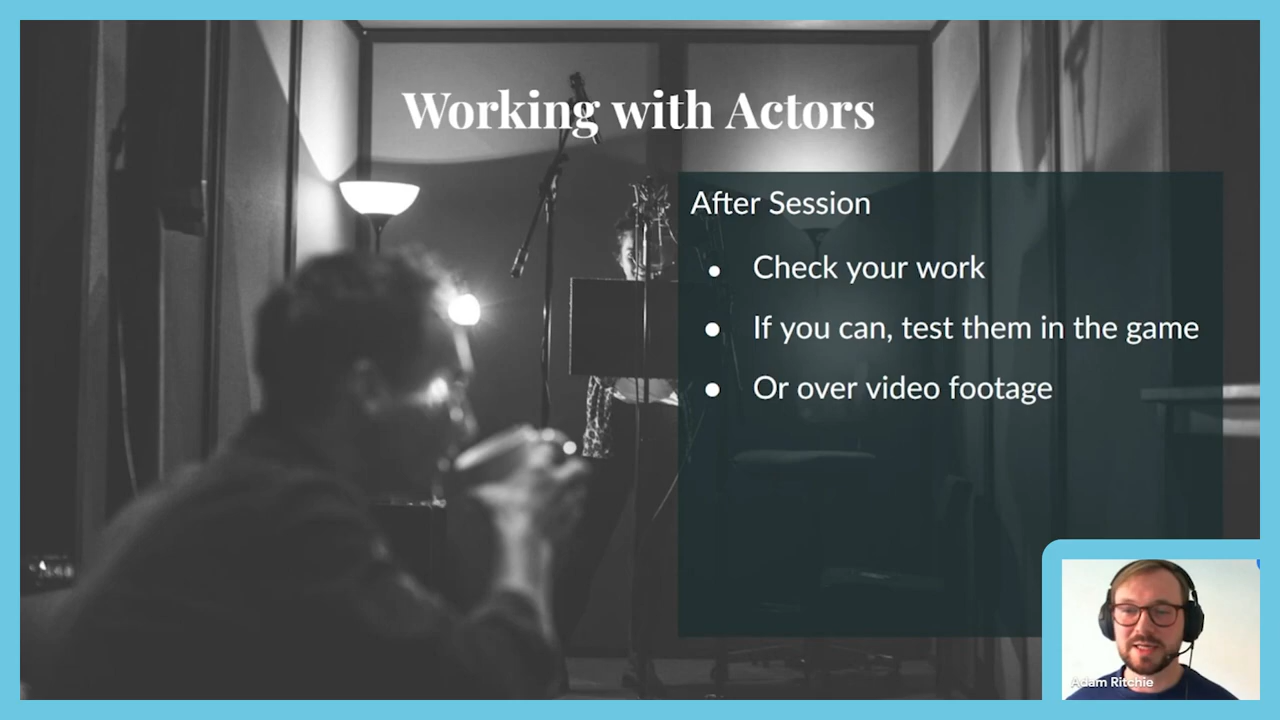 Working with Actors
After Session
● Check your work
● If you can, test them in the game
● Or over video footage
Adam Ritchie